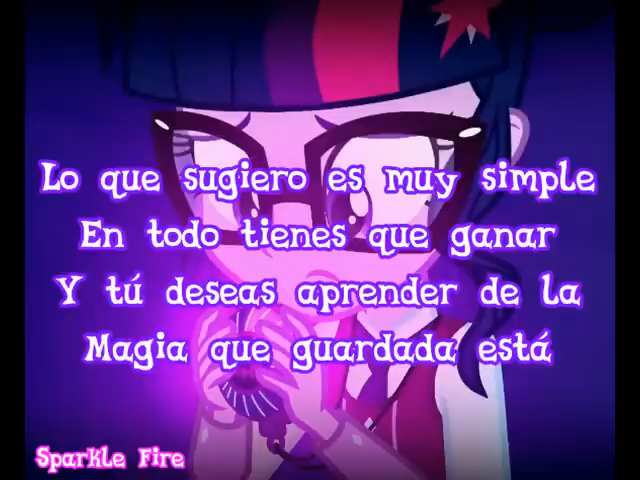 Lo que sugiero es muy simple
En todo tienes que ganar
Y tú deseas aprender de la
Magia que guardada está
Sparkle Fire